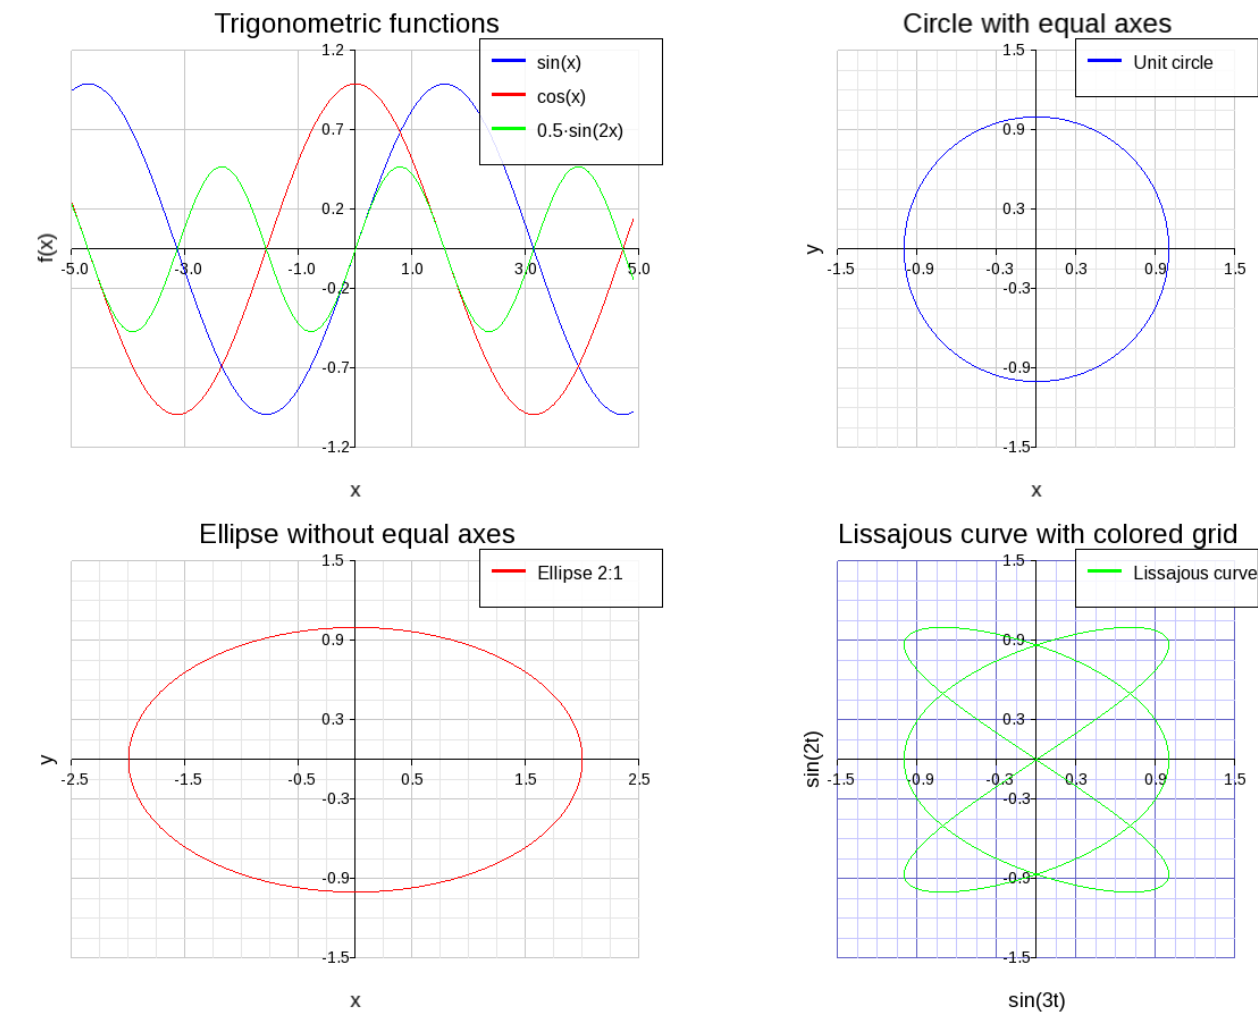 Trigonometric functions
sin(x)
cos(x)
0.5·sin(2x)
1.2
0.7
0.2
-0.2
-0.7
-1.2
-5.0 -3.0 -1.0 1.0 3.0 5.0
f(x)
x
Circle with equal axes
Unit circle
1.5
0.9
0.3
-0.3
-0.9
-1.5
-1.5 -0.9 -0.3 0.3 0.9 1.5
y
x
Ellipse without equal axes
Ellipse 2:1
1.5
0.9
0.3
-0.3
-0.9
-1.5
-2.5 -1.5 -0.5 0.5 1.5 2.5
y
x
Lissajous curve with colored grid
Lissajous curve
1.5
0.9
0.3
-0.3
-0.9
-1.5
-1.5 -0.9 -0.3 0.3 0.9 1.5
sin(2t)
sin(3t)